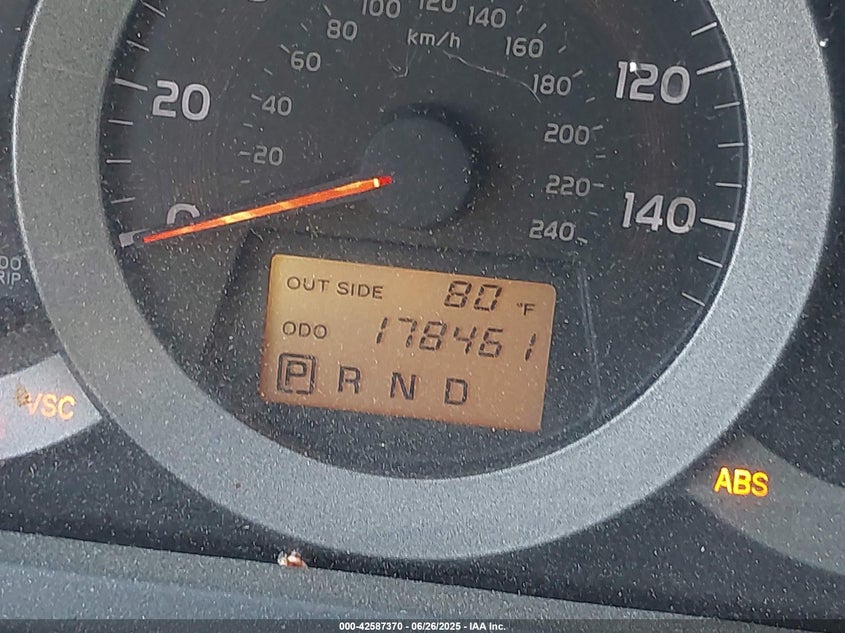 100 120 140
80 km/h 160
60 180 120
20 40 200
20 220 140
0 240
OUT SIDE 80 °F
ODO 178461
P R N D
VSC
ABS
000-42587370 - 06/26/2025 - IAA Inc.